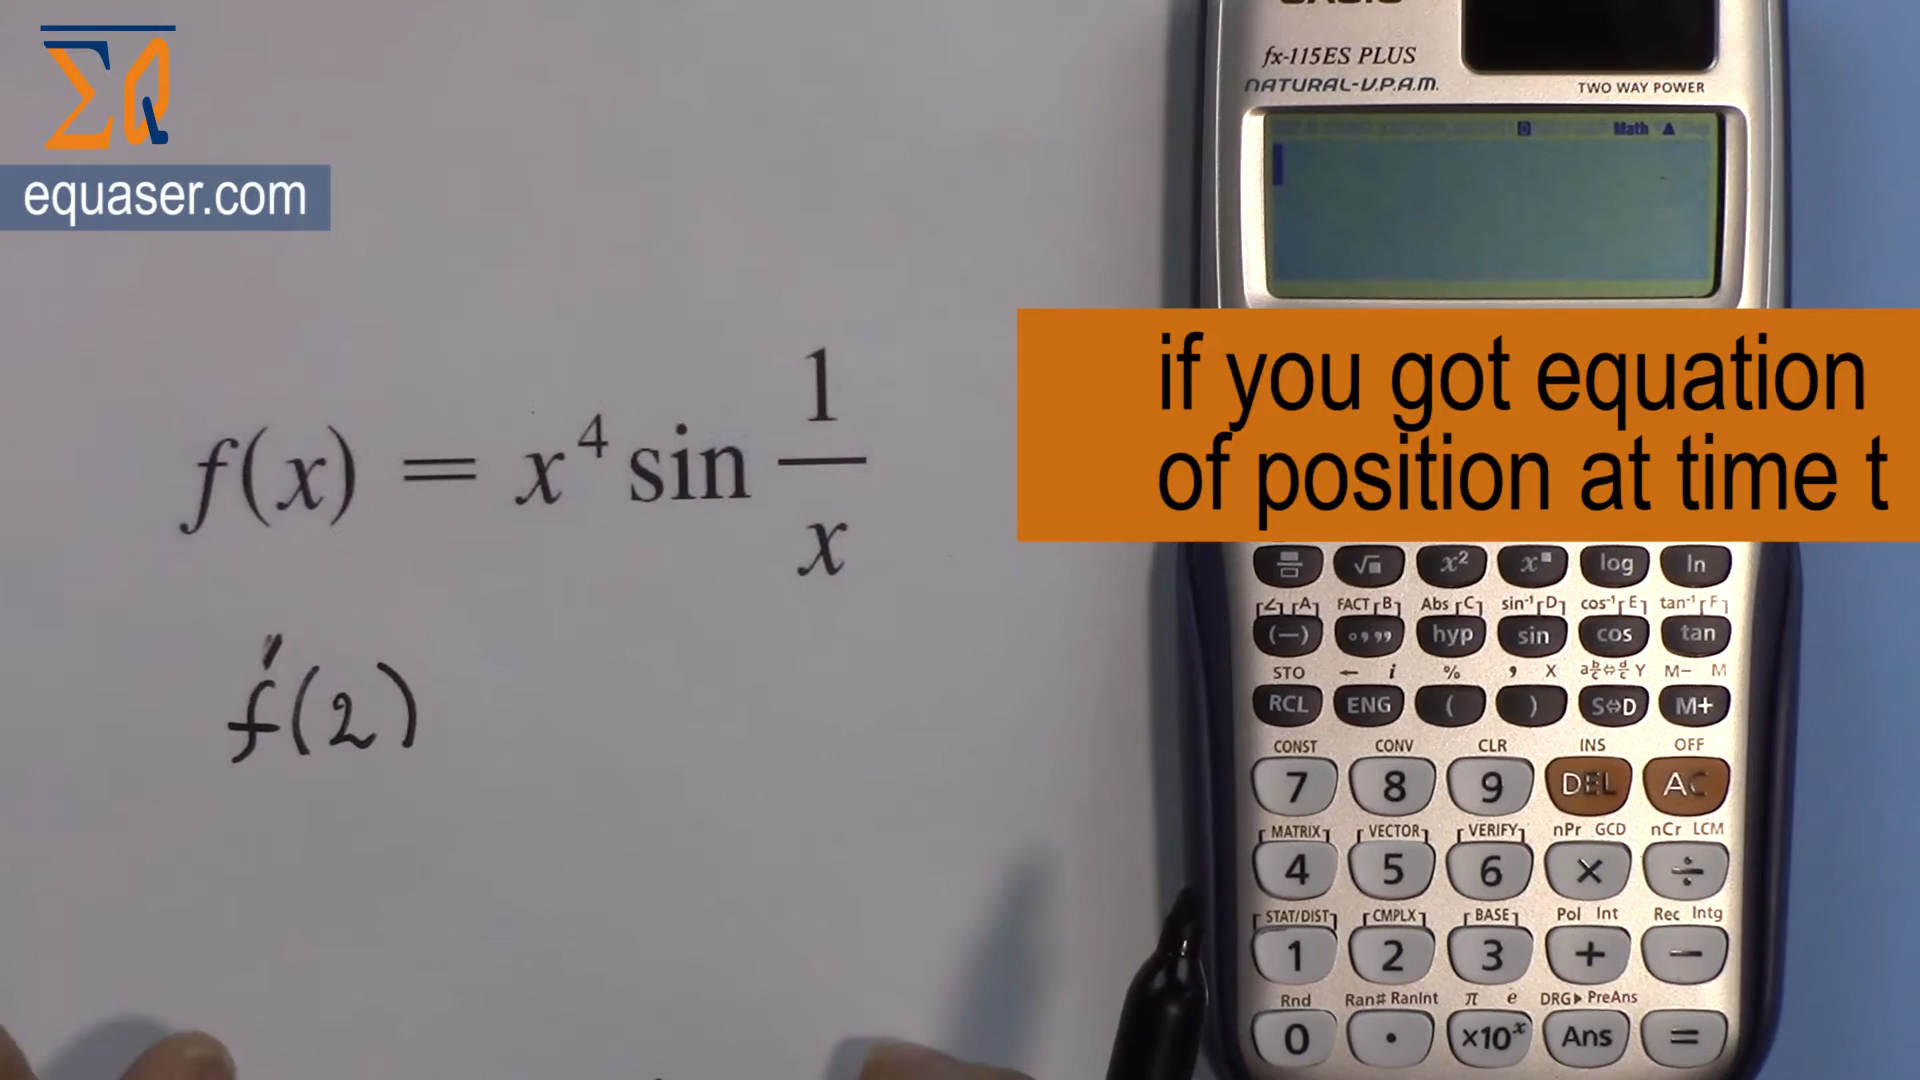 ΣQ
equaser.com
CASIO
fx-115ES PLUS
NATURAL-V.P.A.M.
TWO WAY POWER
D Math ▲
f(x) = x⁴ sin 1/x
f′(2)
if you got equation
of position at time t
√■ x² x■ log ln
∠ A FACT B Abs C sin⁻¹ D cos⁻¹ E tan⁻¹ F
(−) ° ’ ” hyp sin cos tan
STO ← i % , X a b/c⇔d/c Y M− M
RCL ENG ( ) S⇔D M+
CONST CONV CLR INS OFF
7 8 9 DEL AC
MATRIX VECTOR VERIFY nPr GCD nCr LCM
4 5 6 × ÷
STAT/DIST CMPLX BASE Pol Int Rec Intg
1 2 3 + −
Rnd Ran# RanInt π e DRG▶ PreAns
0 • ×10ˣ Ans =